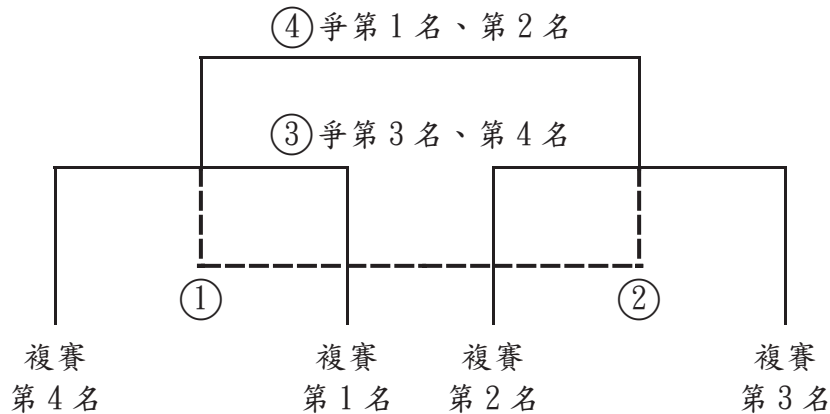 ④爭第1名、第2名
③爭第3名、第4名
① ②
複賽 複賽 複賽 複賽
第4名 第1名 第2名 第3名